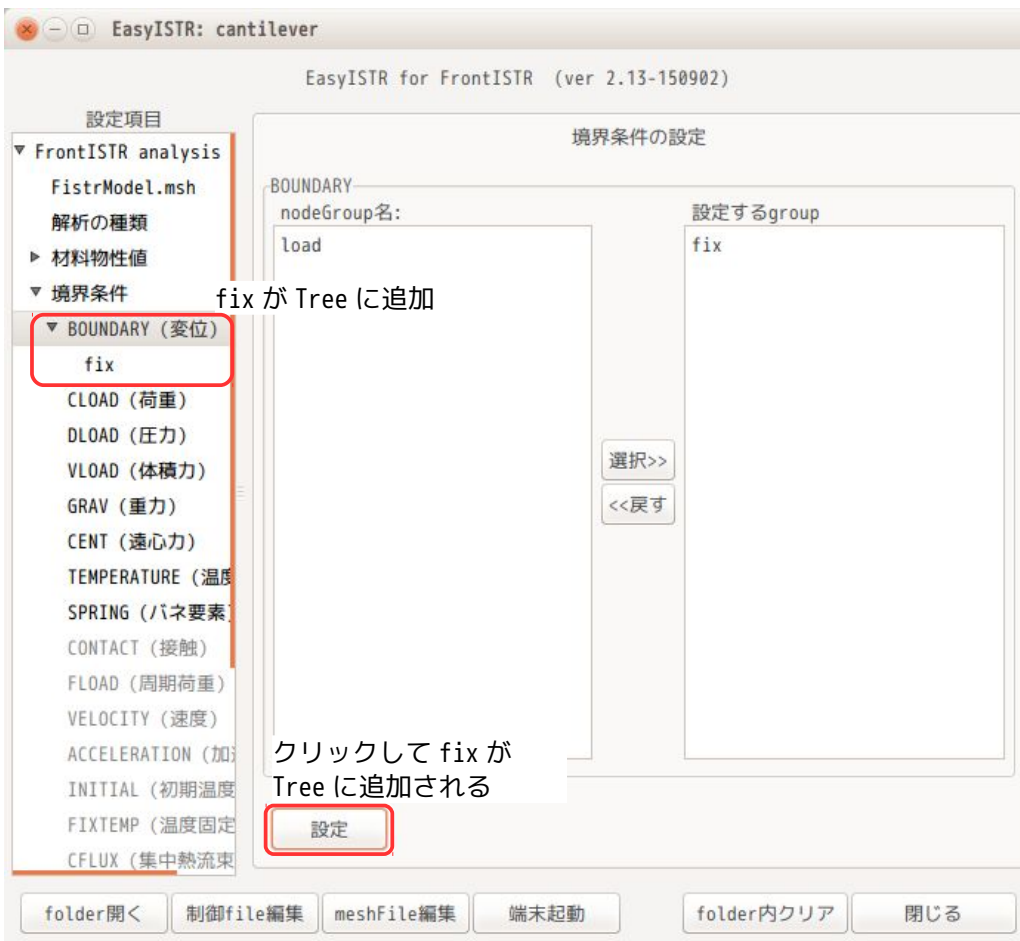 EasyISTR: cantilever
EasyISTR for FrontISTR (ver 2.13-150902)
設定項目
FrontISTR analysis
FistrModel.msh
解析の種類
材料物性値
境界条件
BOUNDARY (変位)
fix
CLOAD (荷重)
DLOAD (圧力)
VLOAD (体積力)
GRAV (重力)
CENT (遠心力)
TEMPERATURE (温度
SPRING (バネ要素)
CONTACT (接触)
FLOAD (周期荷重)
VELOCITY (速度)
ACCELERATION (加
INITIAL (初期温度
FIXTEMP (温度固定
CFLUX (集中熱流束
境界条件の設定
BOUNDARY
nodeGroup名:
load
fix が Tree に追加
選択>>
<<戻す
設定するgroup
fix
クリックして fix が
Tree に追加される
設定
folder開く
制御file編集
meshFile編集
端末起動
folder内クリア
閉じる